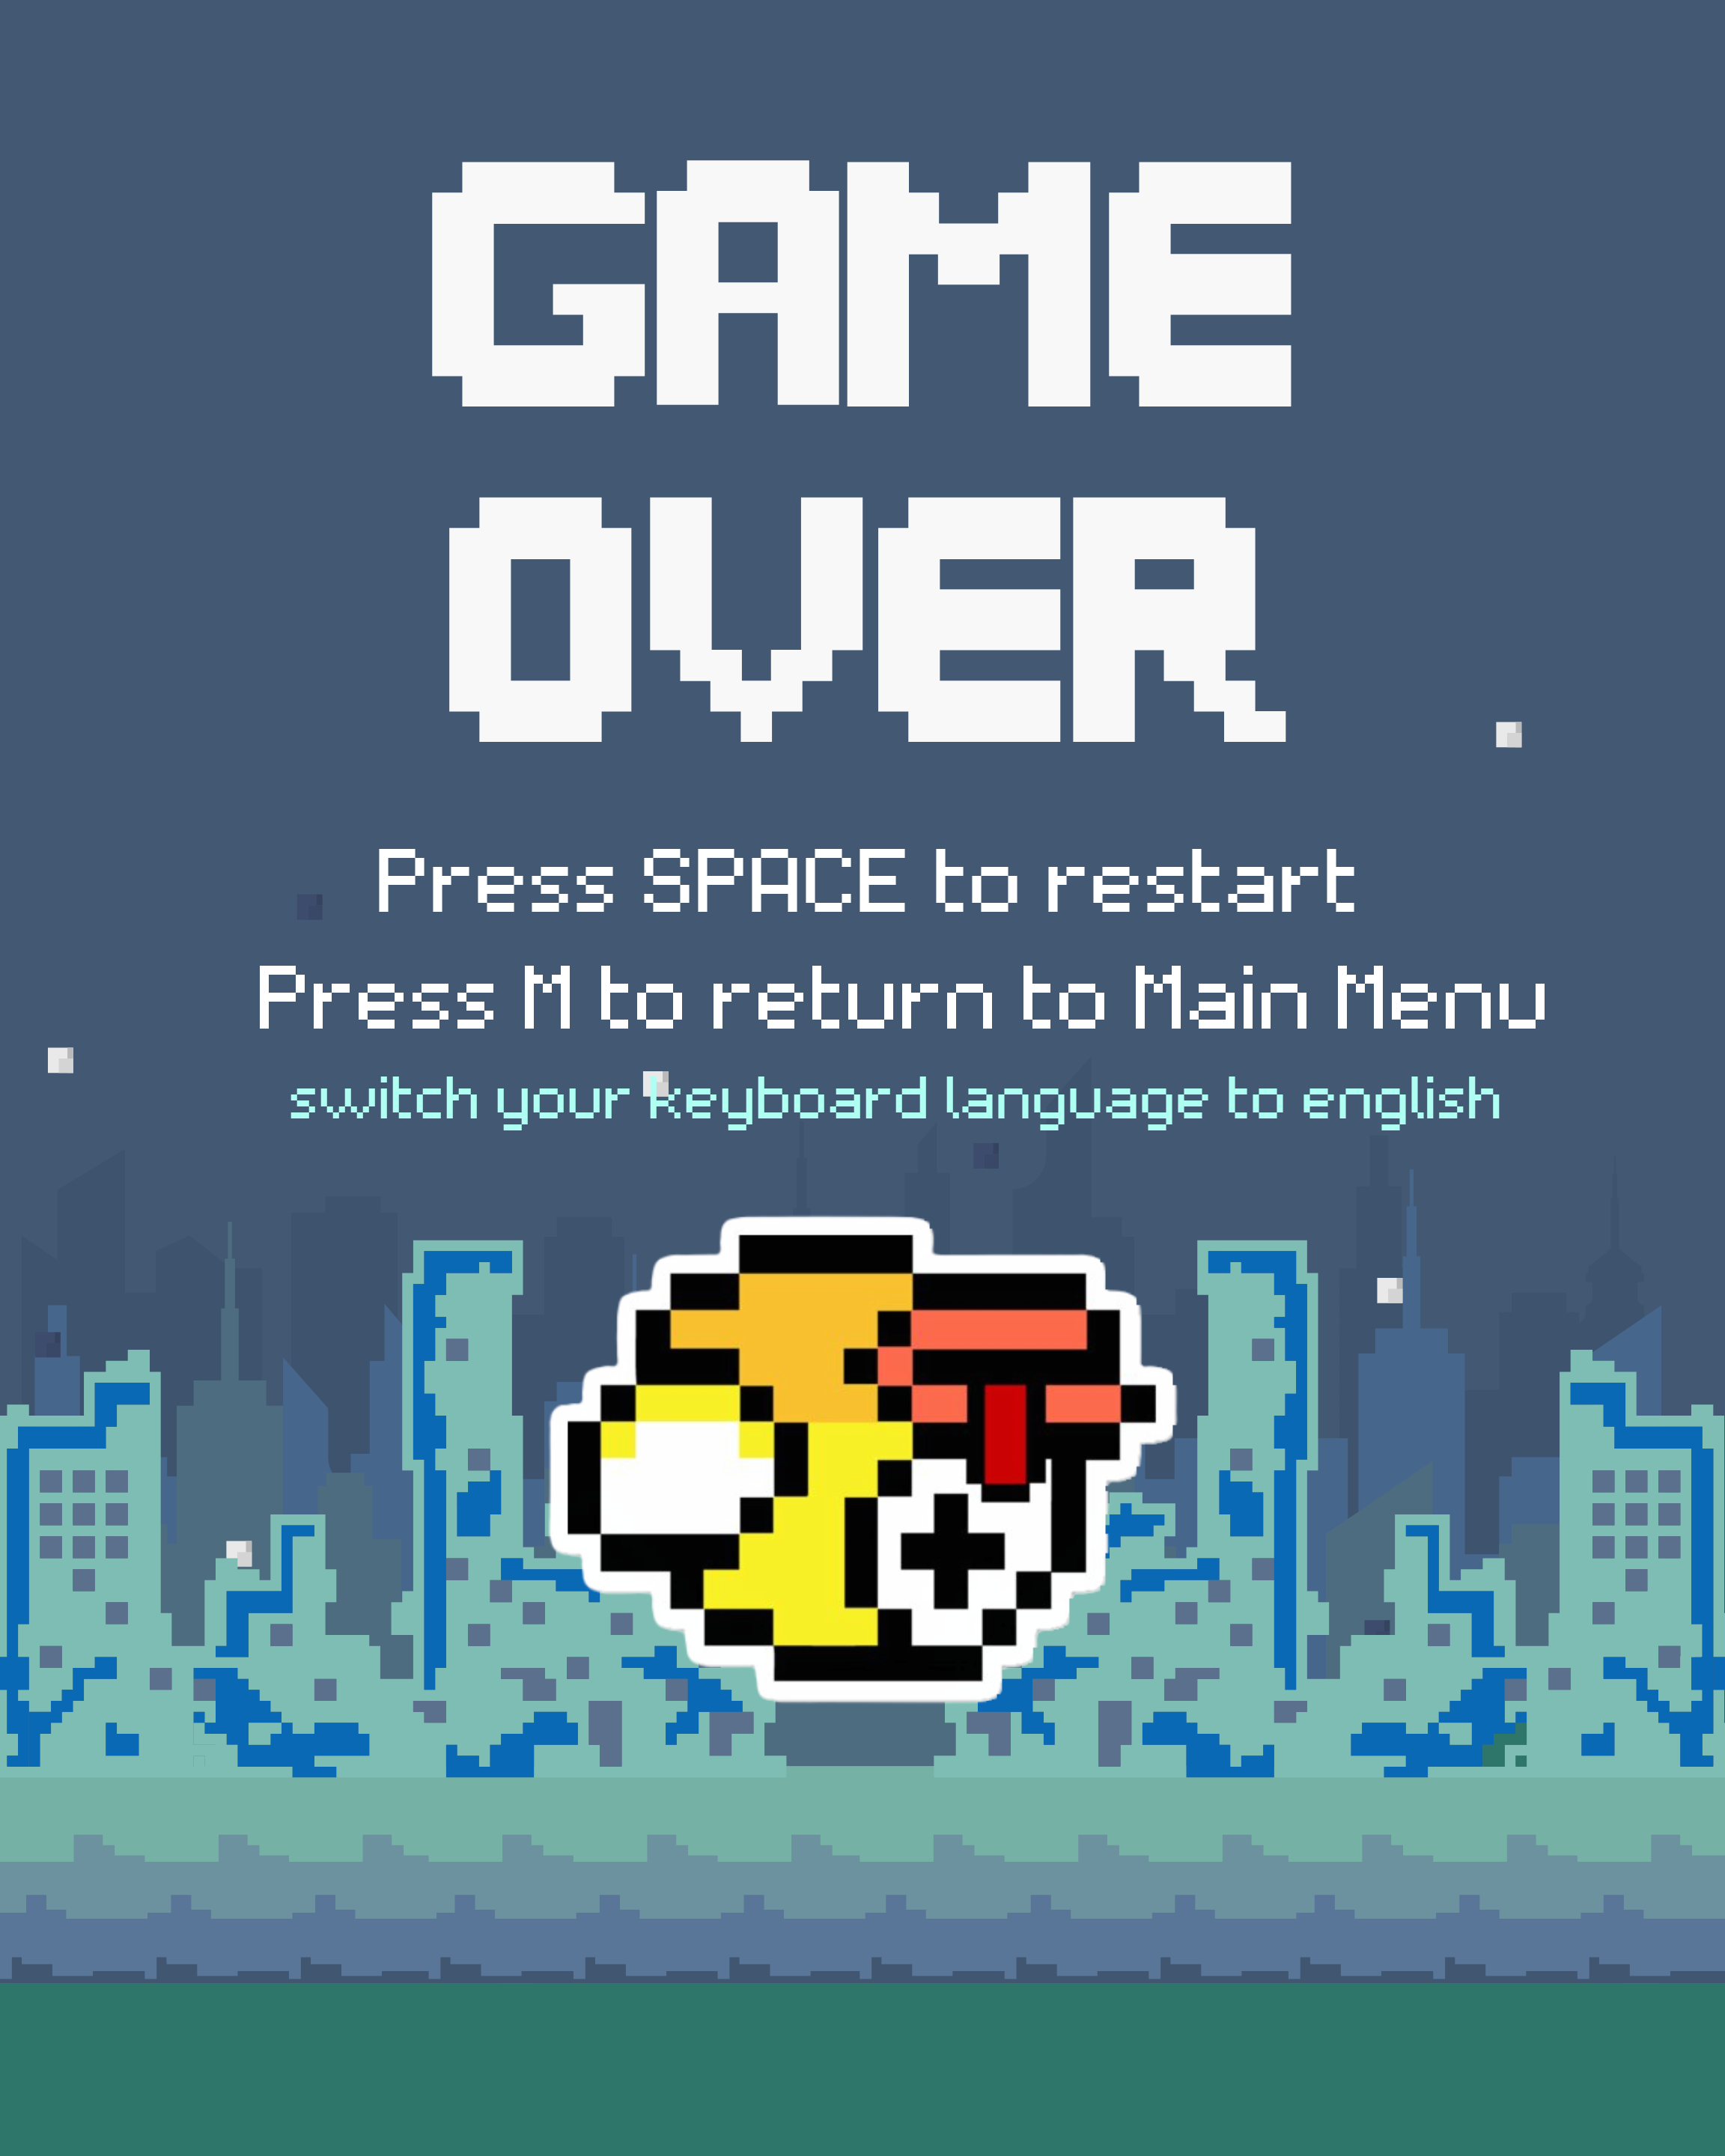 GAME
OVER
Press SPACE to restart
Press M to return to Main Menu
switch your keyboard language to english